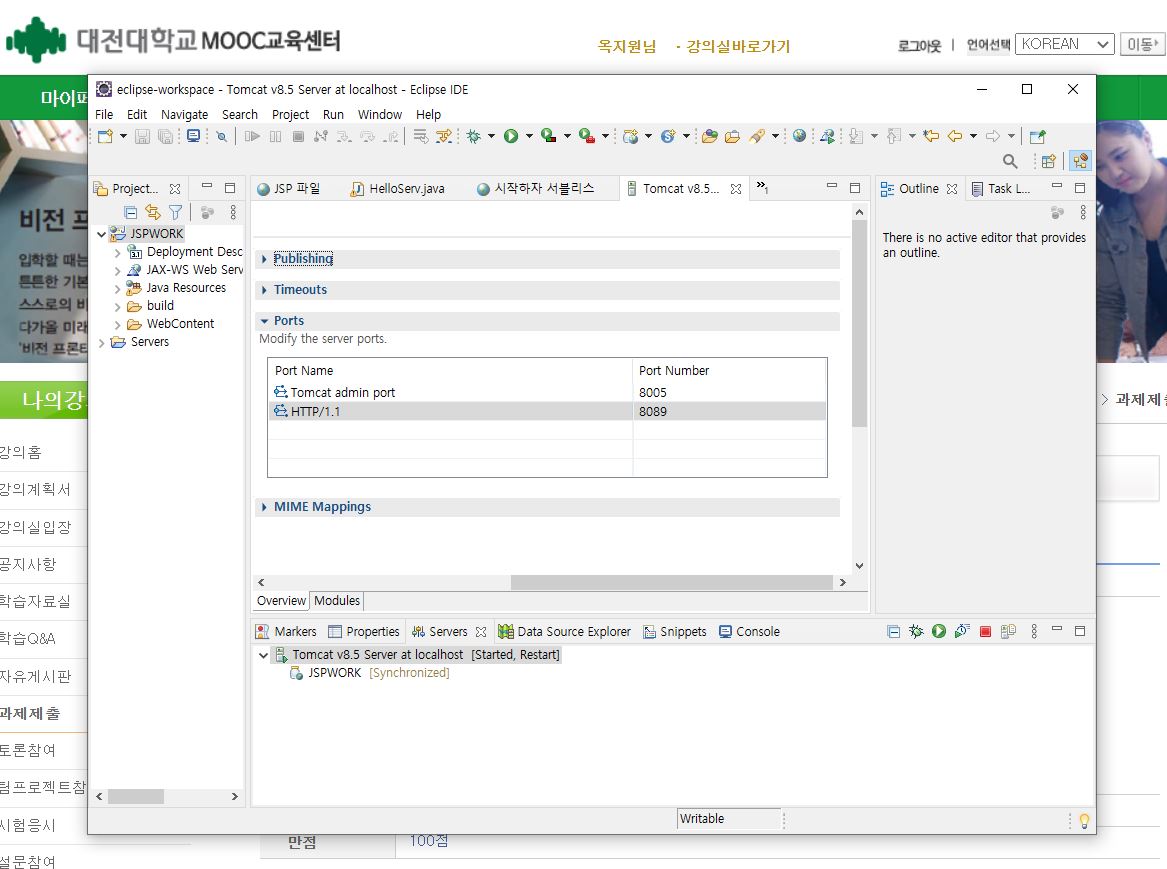 대전대학교 MOOC교육센터
옥지원님 · 강의실바로가기
로그아웃 | 언어선택 KOREAN 이동
마이페
eclipse-workspace - Tomcat v8.5 Server at localhost - Eclipse IDE
File Edit Navigate Search Project Run Window Help
Project...
JSP 파일 HelloServ.java 시작하자 서블리스 Tomcat v8.5... »1
Outline Task L...
JSPWORK
Deployment Desc
JAX-WS Web Serv
Java Resources
build
WebContent
Servers
Publishing
Timeouts
Ports
Modify the server ports.
Port Name Port Number
Tomcat admin port 8005
HTTP/1.1 8089
MIME Mappings
Overview Modules
There is no active editor that provides
an outline.
Markers Properties Servers Data Source Explorer Snippets Console
Tomcat v8.5 Server at localhost [Started, Restart]
JSPWORK [Synchronized]
Writable
비전 프
입학할 때는
튼튼한 기본
스스로의 비
다가올 미래
'비전 프론티
나의강
> 과제제출
강의홈
강의계획서
강의실입장
공지사항
학습자료실
학습Q&A
자유게시판
과제제출
토론참여
팀프로젝트참
시험응시
설문참여
만점 100점